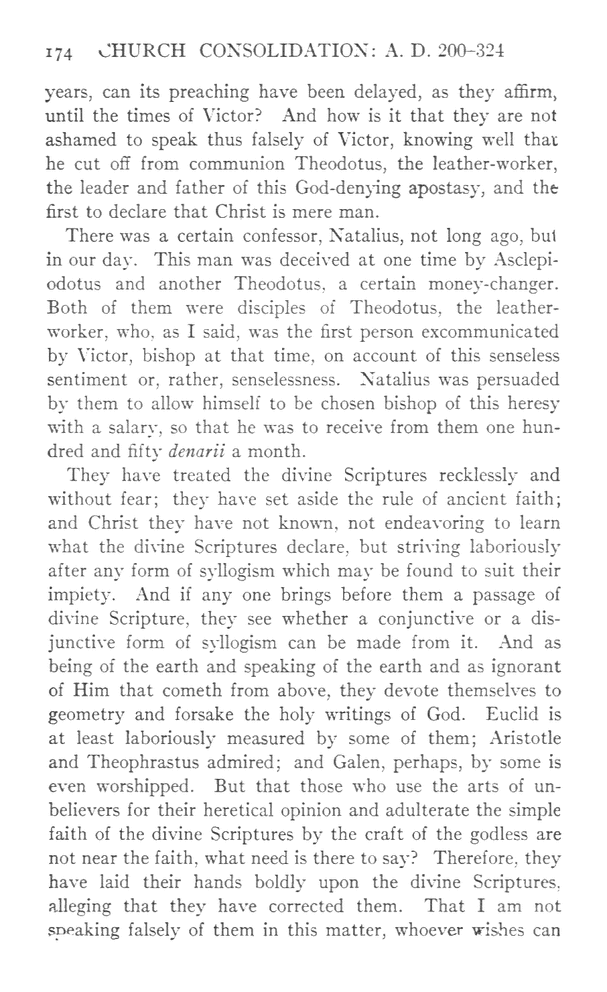 174 CHURCH CONSOLIDATION: A. D. 200–324
years, can its preaching have been delayed, as they affirm,
until the times of Victor? And how is it that they are not
ashamed to speak thus falsely of Victor, knowing well that
he cut off from communion Theodotus, the leather-worker,
the leader and father of this God-denying apostasy, and the
first to declare that Christ is mere man.
There was a certain confessor, Natalius, not long ago, but
in our day. This man was deceived at one time by Asclepi-
odotus and another Theodotus, a certain money-changer.
Both of them were disciples of Theodotus, the leather-
worker, who, as I said, was the first person excommunicated
by Victor, bishop at that time, on account of this senseless
sentiment or, rather, senselessness. Natalius was persuaded
by them to allow himself to be chosen bishop of this heresy
with a salary, so that he was to receive from them one hun-
dred and fifty denarii a month.
They have treated the divine Scriptures recklessly and
without fear; they have set aside the rule of ancient faith;
and Christ they have not known, not endeavoring to learn
what the divine Scriptures declare, but striving laboriously
after any form of syllogism which may be found to suit their
impiety. And if any one brings before them a passage of
divine Scripture, they see whether a conjunctive or a dis-
junctive form of syllogism can be made from it. And as
being of the earth and speaking of the earth and as ignorant
of Him that cometh from above, they devote themselves to
geometry and forsake the holy writings of God. Euclid is
at least laboriously measured by some of them; Aristotle
and Theophrastus admired; and Galen, perhaps, by some is
even worshipped. But that those who use the arts of un-
believers for their heretical opinion and adulterate the simple
faith of the divine Scriptures by the craft of the godless are
not near the faith, what need is there to say? Therefore, they
have laid their hands boldly upon the divine Scriptures,
alleging that they have corrected them. That I am not
speaking falsely of them in this matter, whoever wishes can